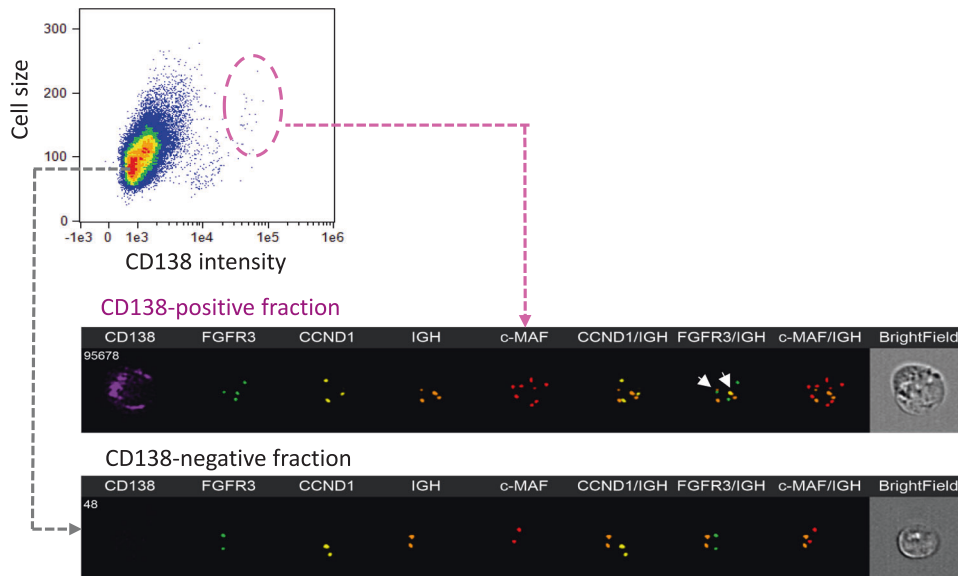 300
200
100
0
Cell size
-1e3 0 1e3 1e4 1e5 1e6
CD138 intensity
CD138-positive fraction
CD138 FGFR3 CCND1 IGH c-MAF CCND1/IGH FGFR3/IGH c-MAF/IGH BrightField
95678
CD138-negative fraction
CD138 FGFR3 CCND1 IGH c-MAF CCND1/IGH FGFR3/IGH c-MAF/IGH BrightField
48